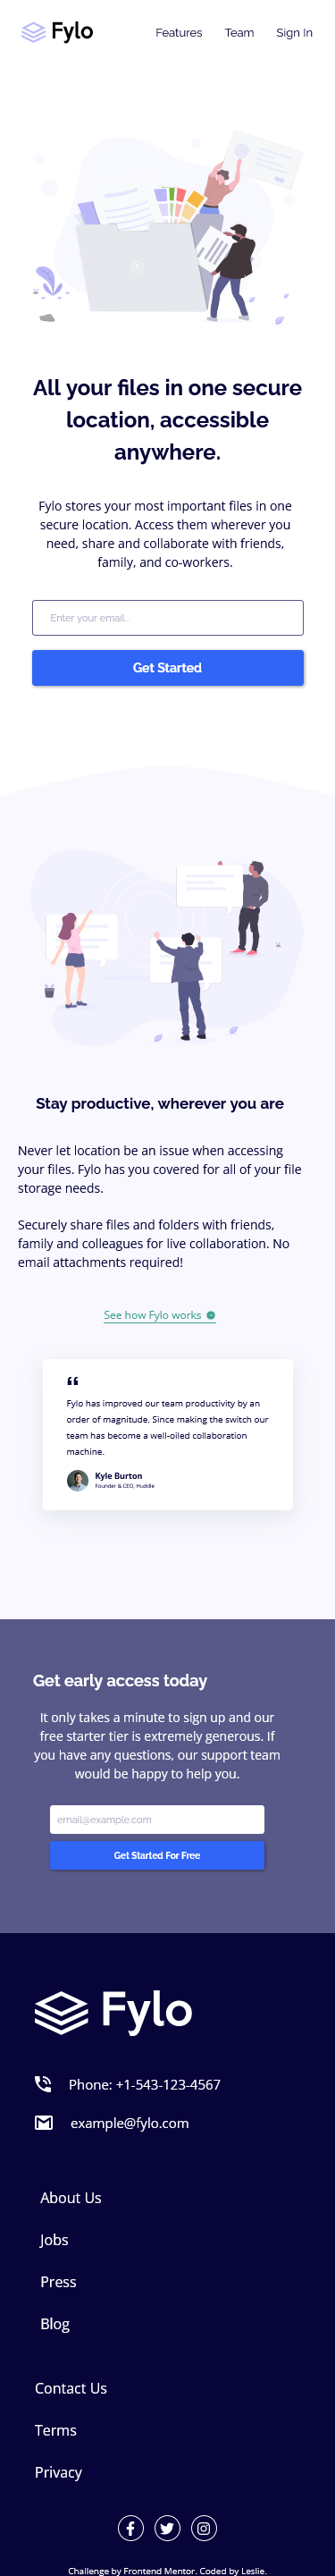 Fylo
Features Team Sign In
All your files in one secure
location, accessible
anywhere.
Fylo stores your most important files in one
secure location. Access them wherever you
need, share and collaborate with friends,
family, and co-workers.
Enter your email...
Get Started
Stay productive, wherever you are
Never let location be an issue when accessing
your files. Fylo has you covered for all of your file
storage needs.
Securely share files and folders with friends,
family and colleagues for live collaboration. No
email attachments required!
See how Fylo works
“
Fylo has improved our team productivity by an
order of magnitude. Since making the switch our
team has become a well-oiled collaboration
machine.
Kyle Burton
Founder & CEO, Huddle
Get early access today
It only takes a minute to sign up and our
free starter tier is extremely generous. If
you have any questions, our support team
would be happy to help you.
email@example.com
Get Started For Free
Fylo
Phone: +1-543-123-4567
example@fylo.com
About Us
Jobs
Press
Blog
Contact Us
Terms
Privacy
Challenge by Frontend Mentor. Coded by Leslie.